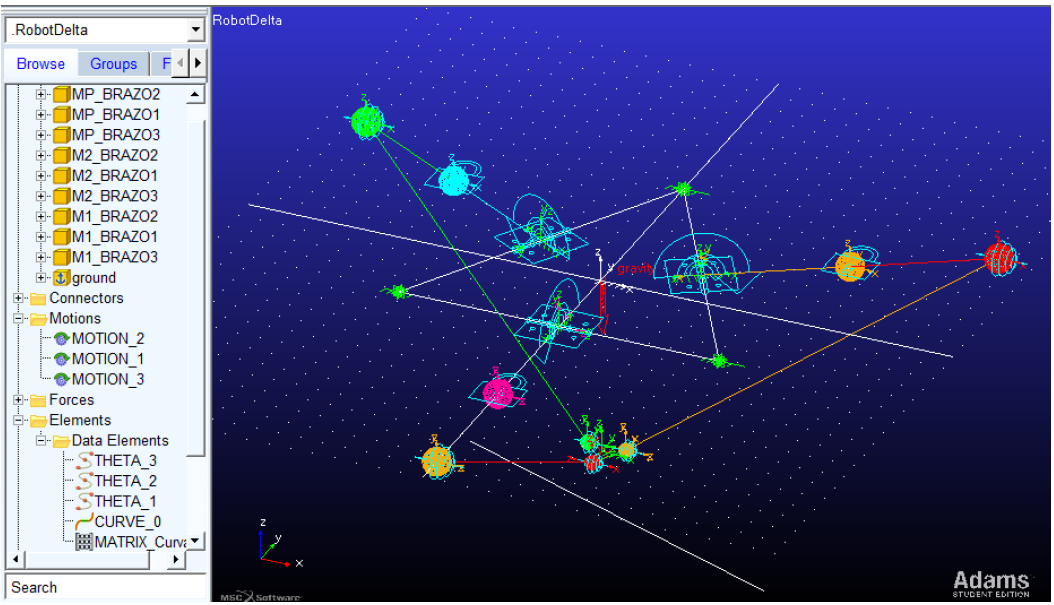 .RobotDelta
RobotDelta
Browse Groups F
MP_BRAZO2
MP_BRAZO1
MP_BRAZO3
M2_BRAZO2
M2_BRAZO1
M2_BRAZO3
M1_BRAZO2
M1_BRAZO1
M1_BRAZO3
ground
Connectors
Motions
MOTION_2
MOTION_1
MOTION_3
Forces
Elements
Data Elements
THETA_3
THETA_2
THETA_1
CURVE_0
MATRIX_Curv
Search
z
y
x
gravity
z
y
x
MSC Software
Adams
STUDENT EDITION